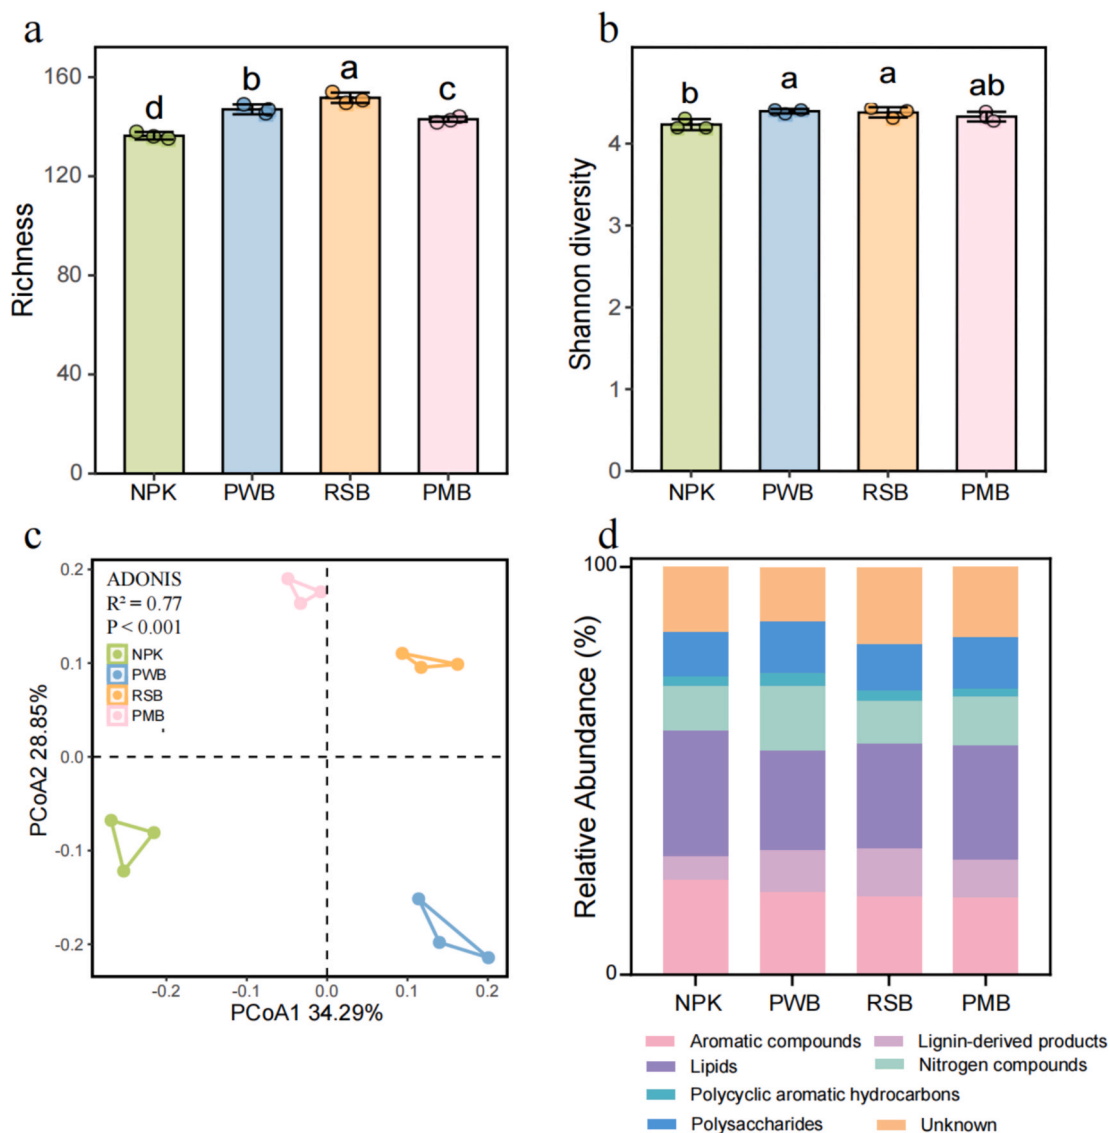 a
160
120
80
40
0
Richness
d
b
a
c
NPK PWB RSB PMB
b
4
3
2
1
0
Shannon diversity
b
a
a
ab
NPK PWB RSB PMB
c
0.2
0.1
0.0
-0.1
-0.2
PCoA2 28.85%
ADONIS
R² = 0.77
P < 0.001
NPK
PWB
RSB
PMB
-0.2 -0.1 0.0 0.1 0.2
PCoA1 34.29%
d
100
0
Relative Abundance (%)
NPK PWB RSB PMB
Aromatic compounds Lignin-derived products
Lipids Nitrogen compounds
Polycyclic aromatic hydrocarbons
Polysaccharides Unknown